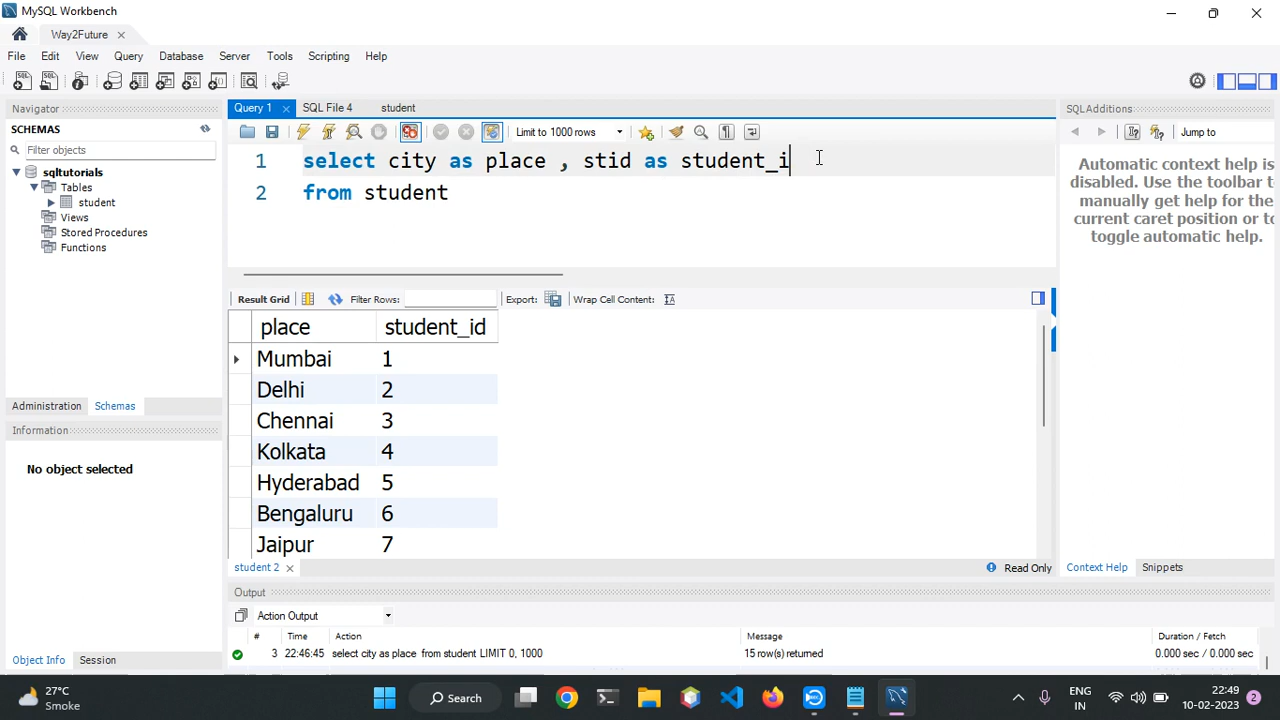 MySQL Workbench
Way2Future
File Edit View Query Database Server Tools Scripting Help
Navigator
SCHEMAS
Filter objects
sqltutorials
Tables
student
Views
Stored Procedures
Functions
Administration Schemas
Information
No object selected
Object Info Session
Query 1 SQL File 4 student
Limit to 1000 rows
1 select city as place , stid as student_i
2 from student
Result Grid Filter Rows: Export: Wrap Cell Content:
place student_id
Mumbai 1
Delhi 2
Chennai 3
Kolkata 4
Hyderabad 5
Bengaluru 6
Jaipur 7
student 2 Read Only
Output
Action Output
# Time Action Message Duration / Fetch
3 22:46:45 select city as place from student LIMIT 0, 1000 15 row(s) returned 0.000 sec / 0.000 sec
SQLAdditions
Jump to
Automatic context help is
disabled. Use the toolbar t
manually get help for the
current caret position or to
toggle automatic help.
Context Help Snippets
27°C
Smoke
Search
ENG
IN
22:49
10-02-2023
2